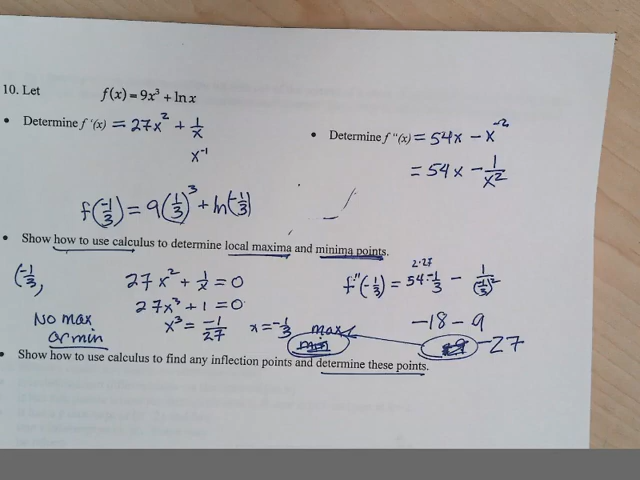 10. Let f(x) = 9x³ + ln x
• Determine f '(x) = 27x² + 1/x
x⁻¹
• Determine f "(x) = 54x - x⁻²
= 54x - 1/x²
f(-1/3) = 9(1/3)³ + ln(-1/3)
• Show how to use calculus to determine local maxima and minima points.
(-1/3,
27x² + 1/x = 0
27x³ + 1 = 0
x³ = -1/27 x = -1/3
No max
or min
2·27
f"(-1/3) = 54·-1/3 - 1/(-1/3)²
-18 - 9
-27
max
min
• Show how to use calculus to find any inflection points and determine these points.